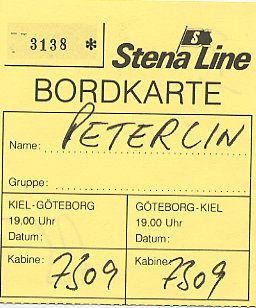 3138 *
Stena Line
BORDKARTE
Name: PETERLIN
Gruppe:
KIEL-GÖTEBORG
19.00 Uhr
Datum:
GÖTEBORG-KIEL
19.00 Uhr
Datum:
Kabine: 7309
Kabine: 7309